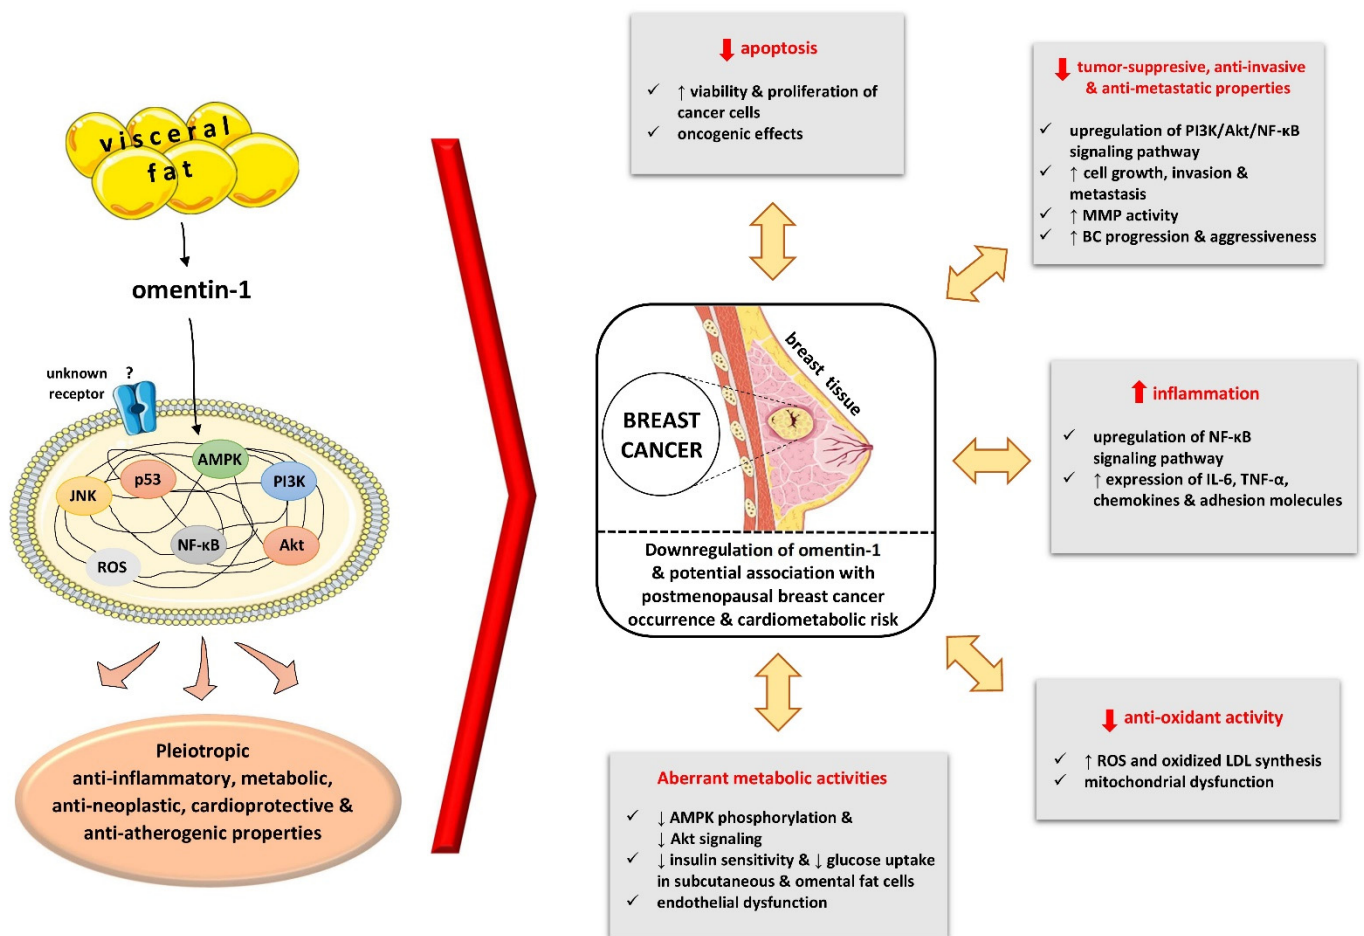 visceral
fat
omentin-1
unknown
receptor
?
AMPK
p53
PI3K
JNK
NF-κB
Akt
ROS
Pleiotropic
anti-inflammatory, metabolic,
anti-neoplastic, cardioprotective &
anti-atherogenic properties
apoptosis
✓ ↑ viability & proliferation of
cancer cells
✓ oncogenic effects
tumor-suppresive, anti-invasive
& anti-metastatic properties
✓ upregulation of PI3K/Akt/NF-κB
signaling pathway
✓ ↑ cell growth, invasion &
metastasis
✓ ↑ MMP activity
✓ ↑ BC progression & aggressiveness
breast tissue
BREAST
CANCER
Downregulation of omentin-1
& potential association with
postmenopausal breast cancer
occurrence & cardiometabolic risk
inflammation
✓ upregulation of NF-κB
signaling pathway
✓ ↑ expression of IL-6, TNF-α,
chemokines & adhesion molecules
anti-oxidant activity
✓ ↑ ROS and oxidized LDL synthesis
✓ mitochondrial dysfunction
Aberrant metabolic activities
✓ ↓ AMPK phosphorylation &
↓ Akt signaling
✓ ↓ insulin sensitivity & ↓ glucose uptake
in subcutaneous & omental fat cells
✓ endothelial dysfunction